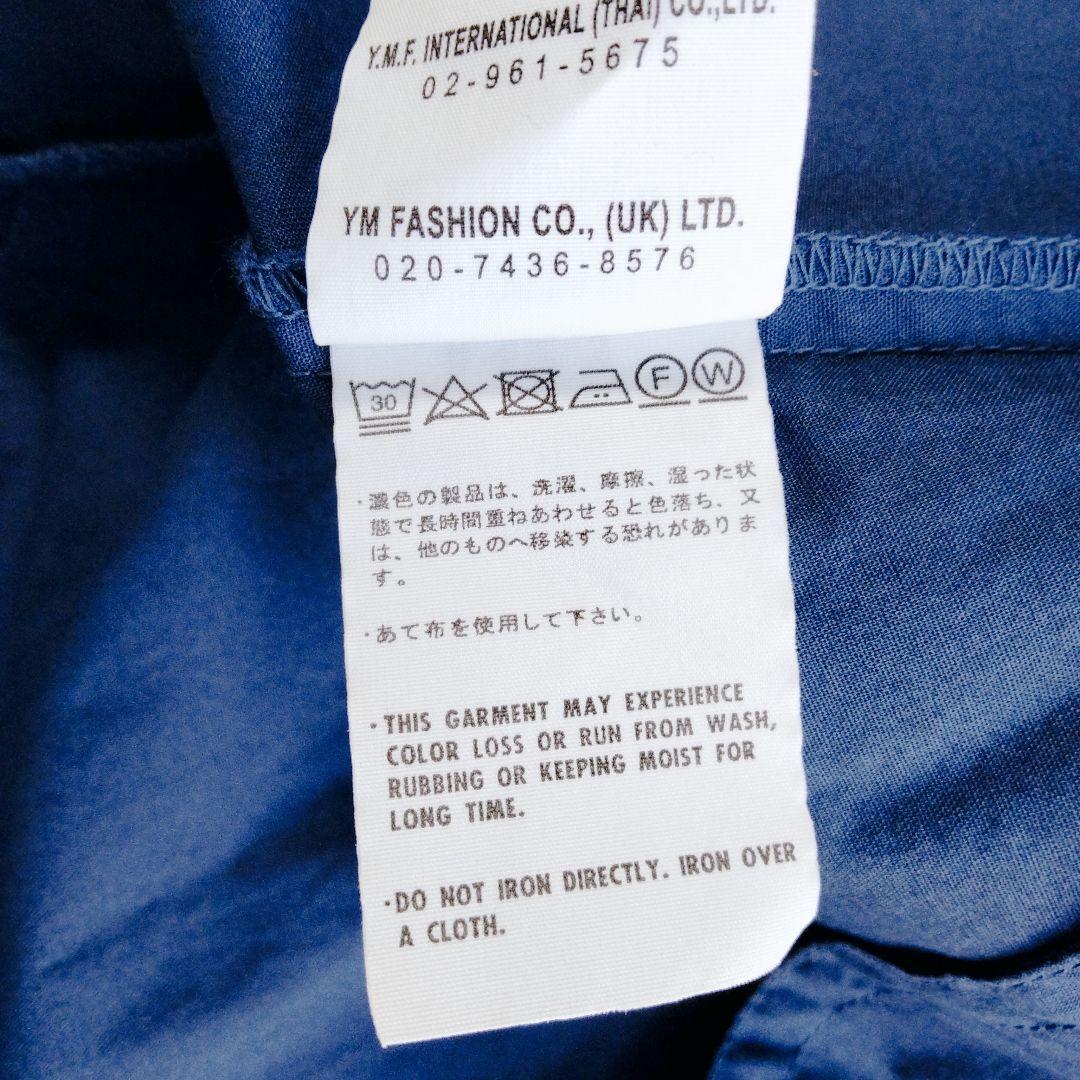 Y.M.F. INTERNATIONAL (THAI) CO.,LTD.
02-961-5675
YM FASHION CO., (UK) LTD.
020-7436-8576
30 F W
・濃色の製品は、洗濯、摩擦、湿った状
態で長時間重ねあわせると色落ち、又
は、他のものへ移染する恐れがありま
す。
・あて布を使用して下さい。
・THIS GARMENT MAY EXPERIENCE
COLOR LOSS OR RUN FROM WASH,
RUBBING OR KEEPING MOIST FOR
LONG TIME.
・DO NOT IRON DIRECTLY. IRON OVER
A CLOTH.